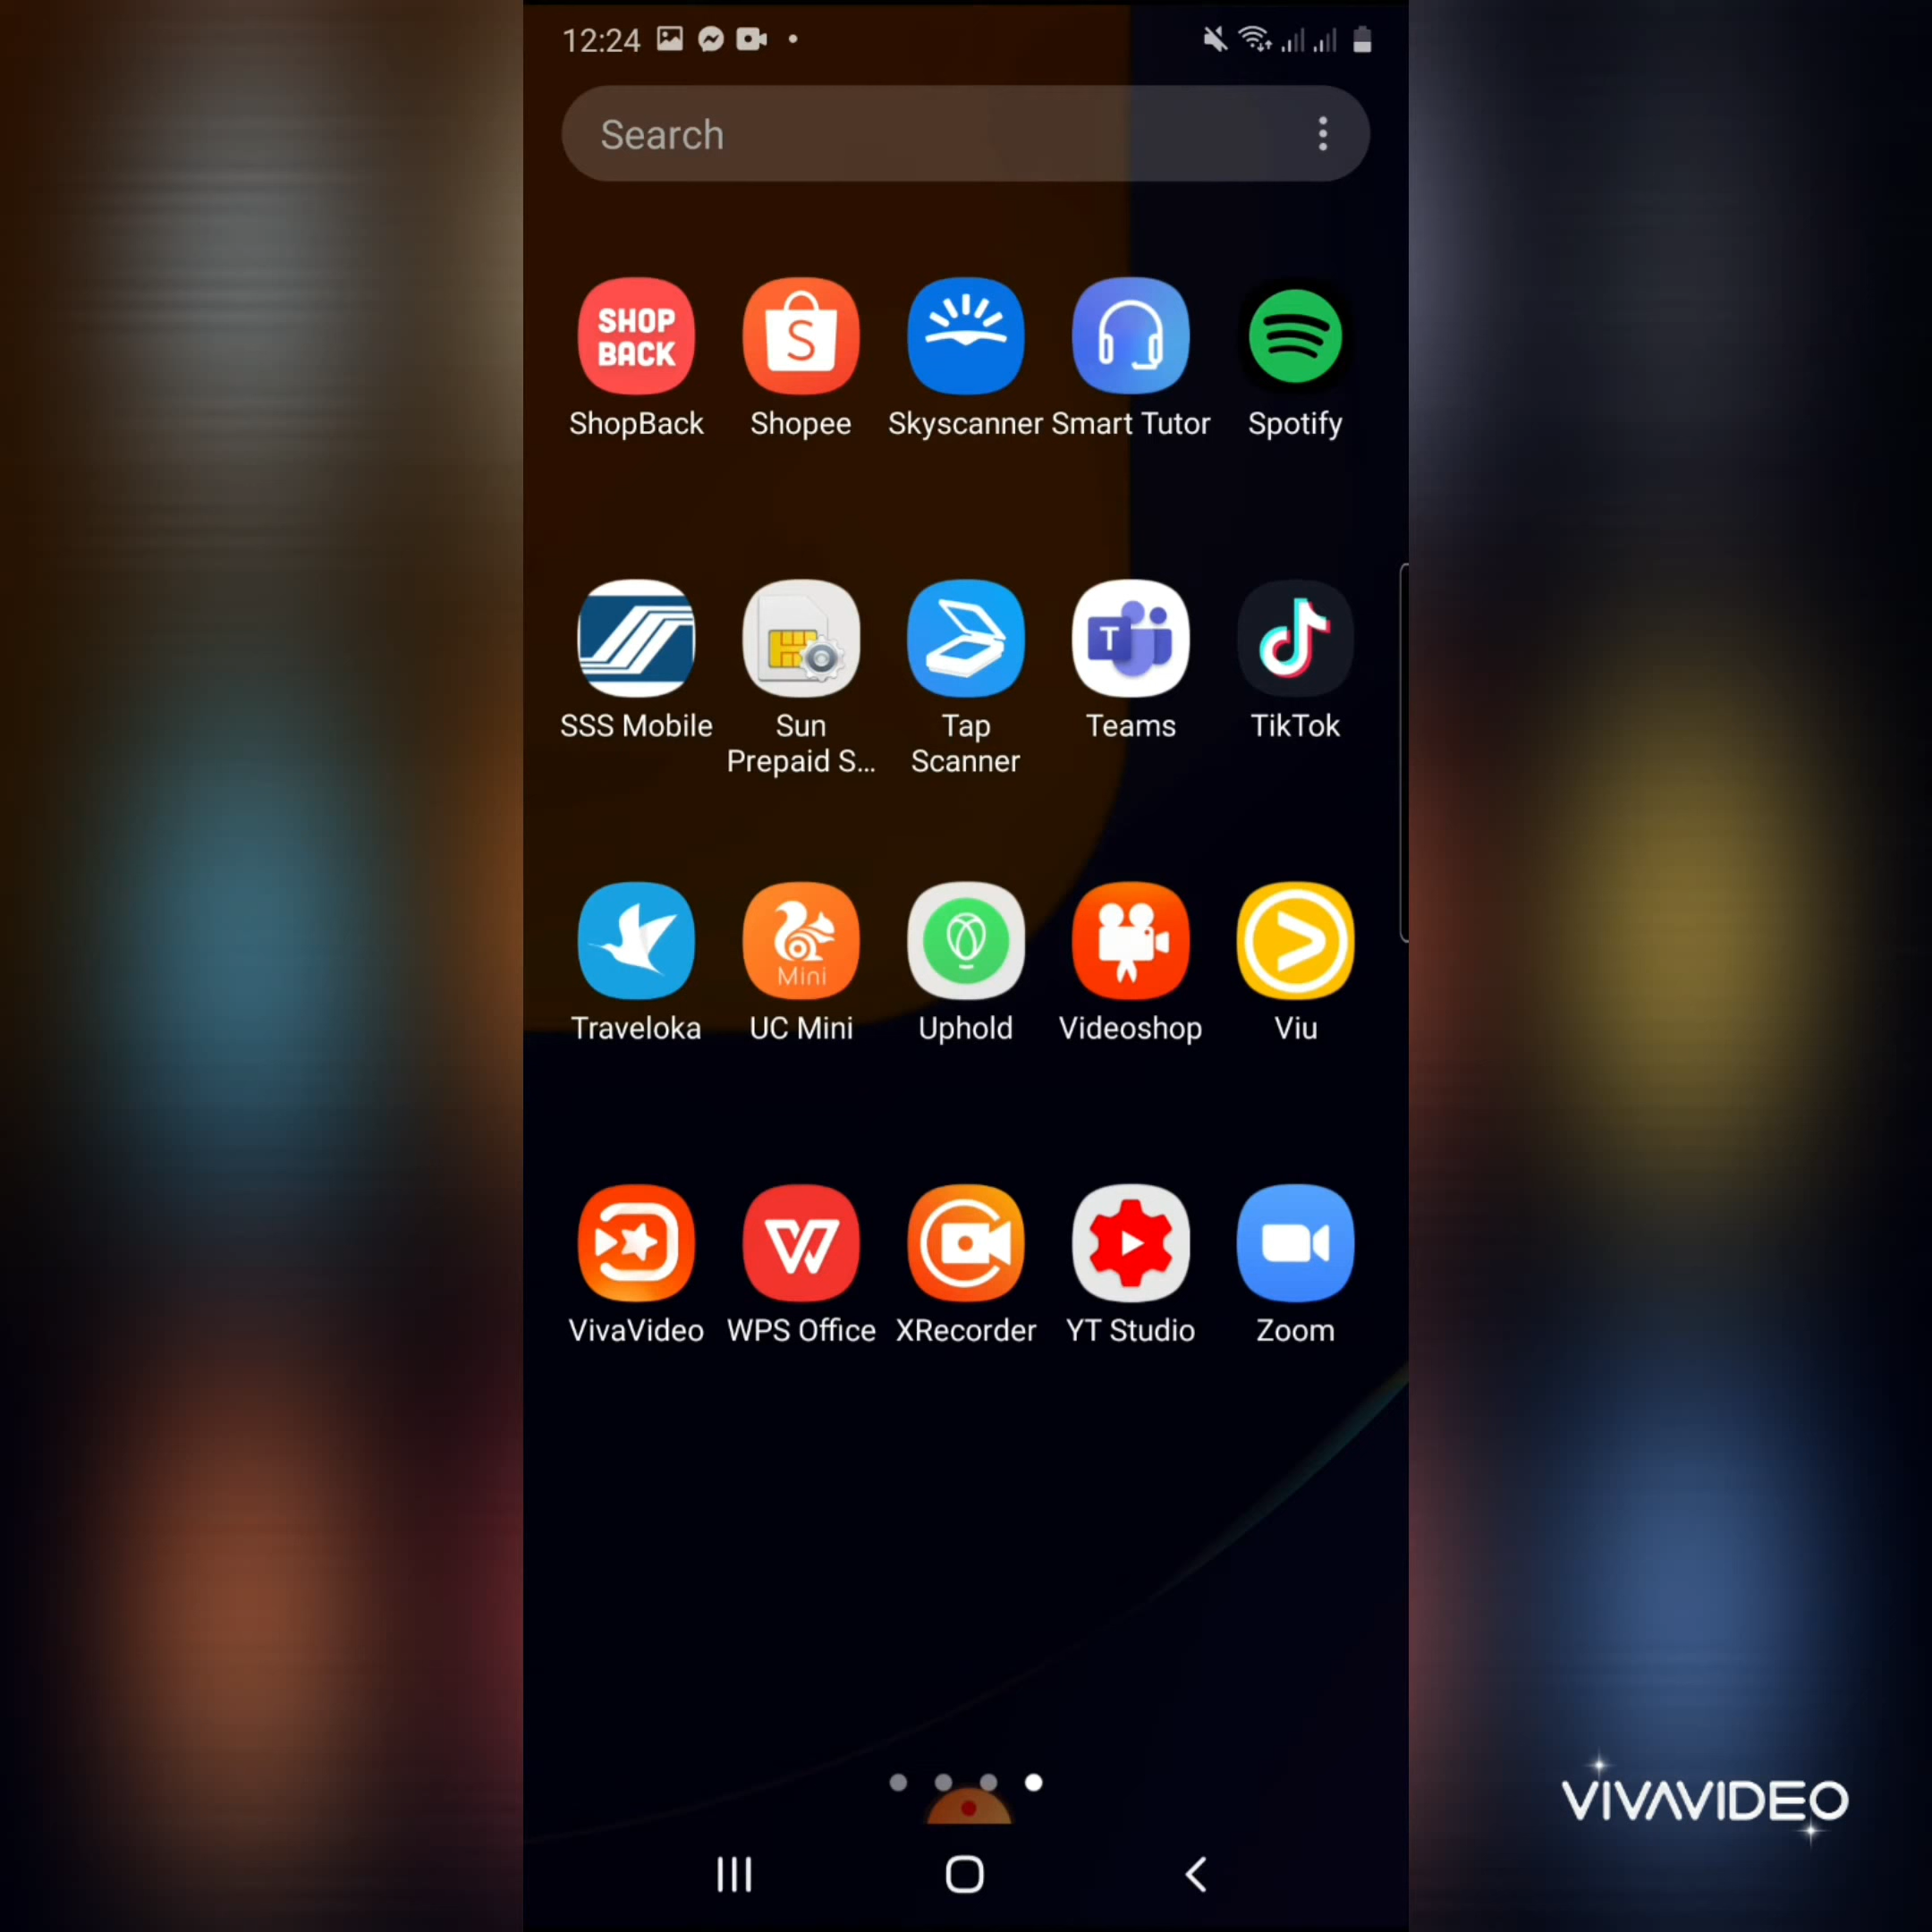 12:24
Search
SHOP
BACK
S
ShopBack Shopee Skyscanner Smart Tutor Spotify
T
SSS Mobile Sun Prepaid S... Tap Scanner Teams TikTok
Mini
Traveloka UC Mini Uphold Videoshop Viu
W
VivaVideo WPS Office XRecorder YT Studio Zoom
VIVAVIDEO